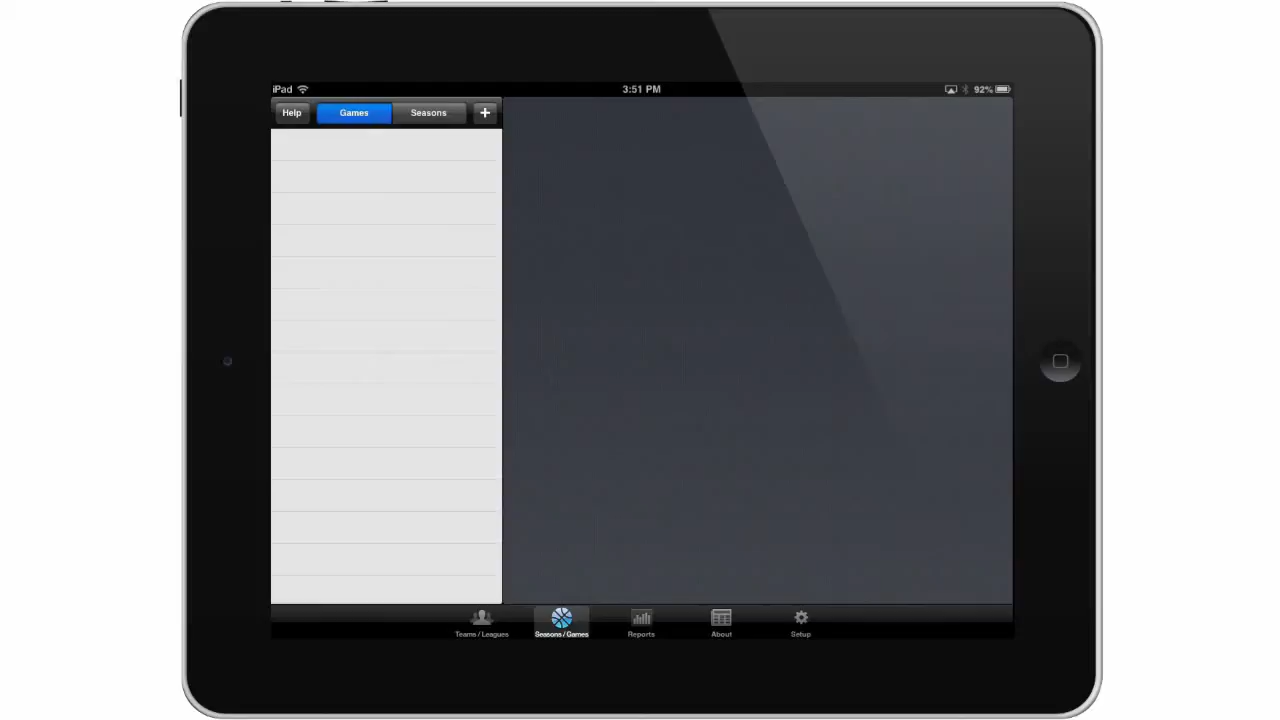 iPad 3:51 PM 92%
Help Games Seasons +
Teams / Leagues Seasons / Games Reports About Setup